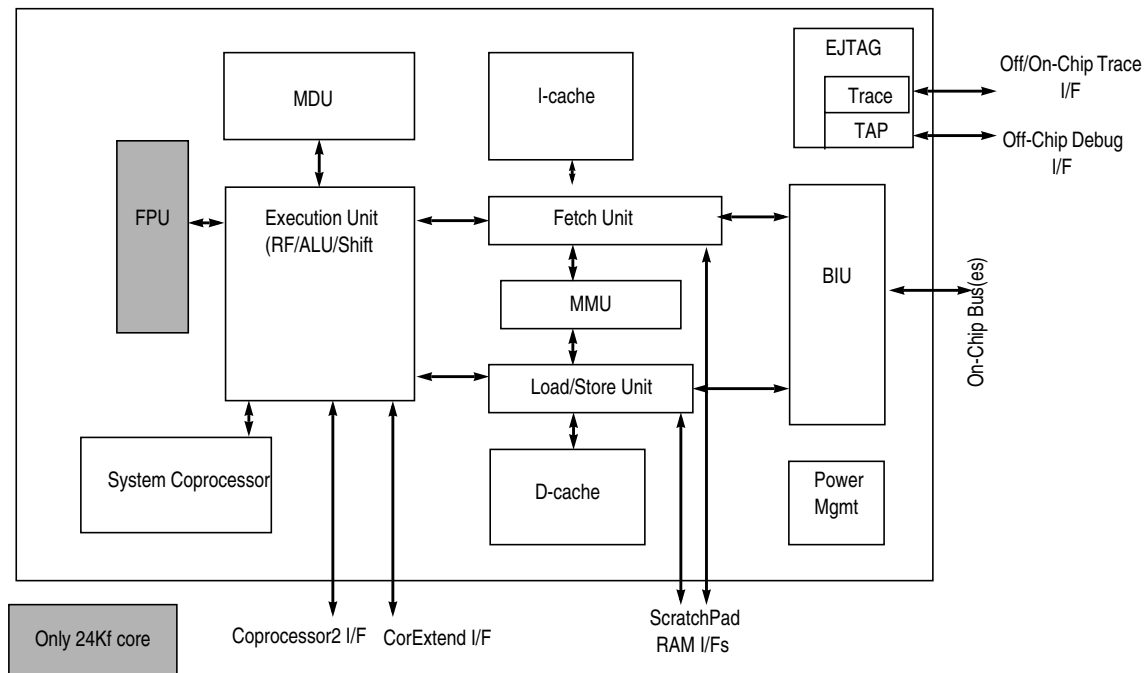 EJTAG
Trace
TAP
Off/On-Chip Trace
I/F
Off-Chip Debug
I/F
MDU
I-cache
FPU
Execution Unit
(RF/ALU/Shift
Fetch Unit
MMU
BIU
On-Chip Bus(es)
Load/Store Unit
System Coprocessor
D-cache
Power
Mgmt
Only 24Kf core
Coprocessor2 I/F
CorExtend I/F
ScratchPad
RAM I/Fs